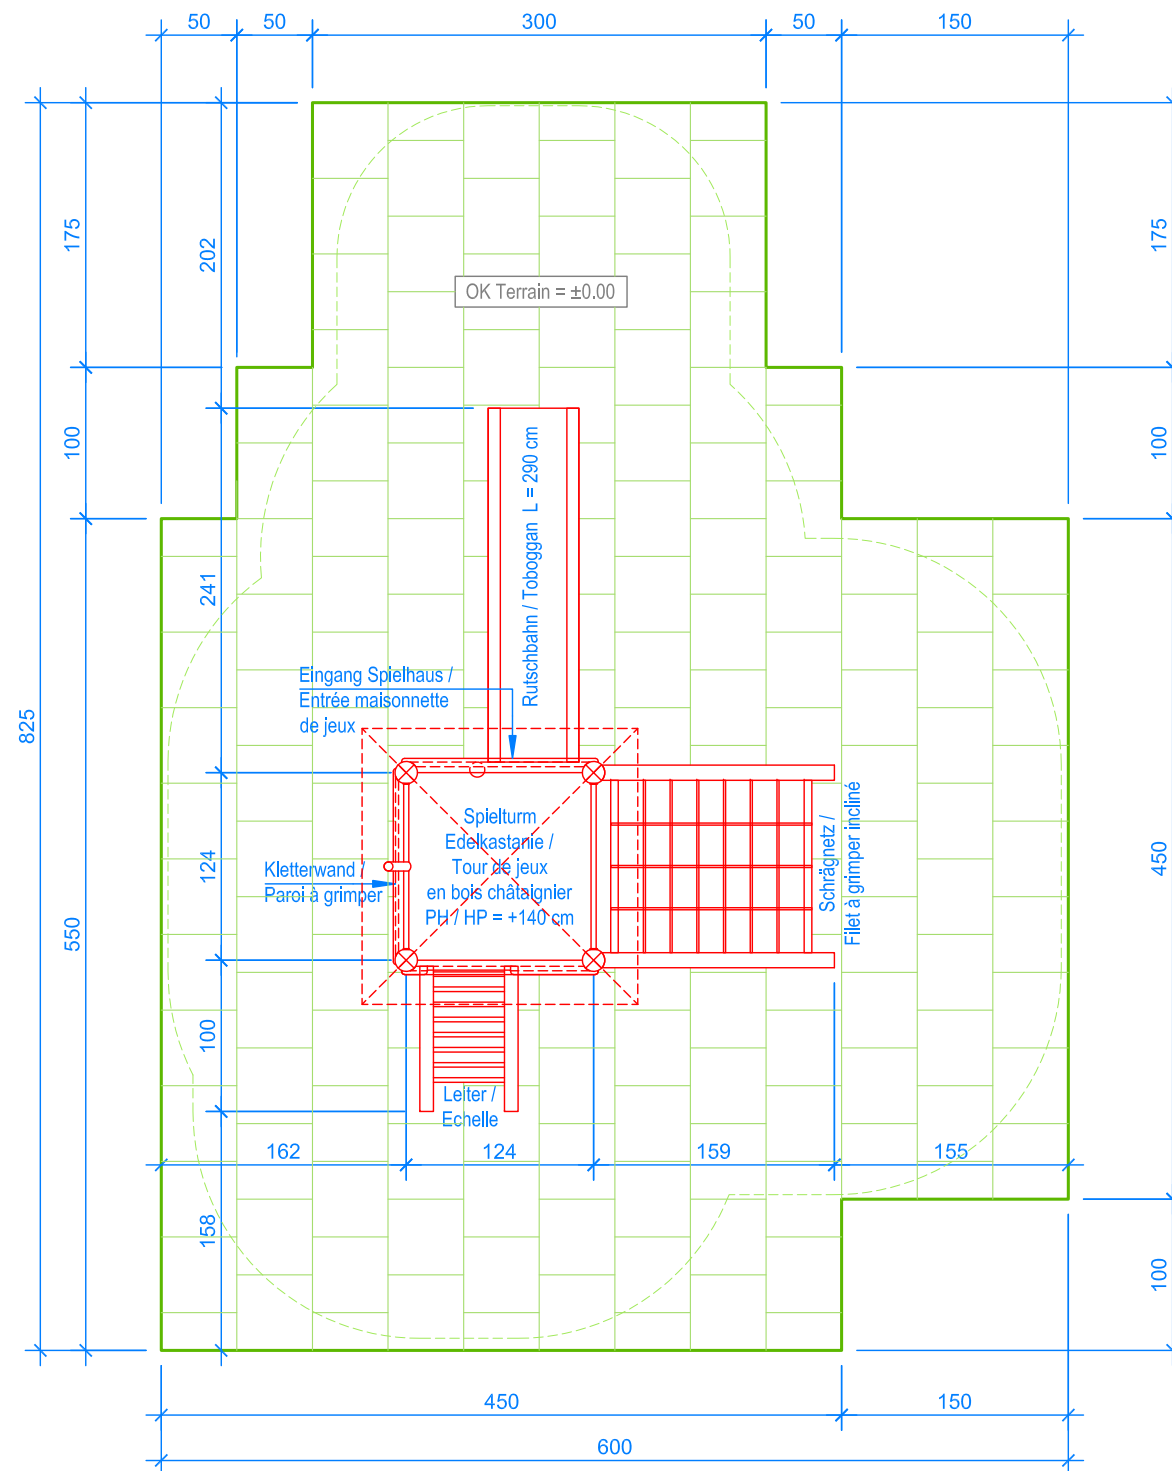 50
50
300
50
150
OK Terrain = ±0.00
175
202
175
100
100
241
825
550
Rutschbahn / Toboggan L = 290 cm
Eingang Spielhaus /
Entrée maisonnette
de jeux
Spielturm
Edelkastanie /
Tour de jeux
en bois châtaignier
PH / HP = +140 cm
Kletterwand /
Paroi à grimper
124
Schrägnetz /
Filet à grimper incliné
450
100
Leiter /
Echelle
162
124
159
155
158
100
450
150
600